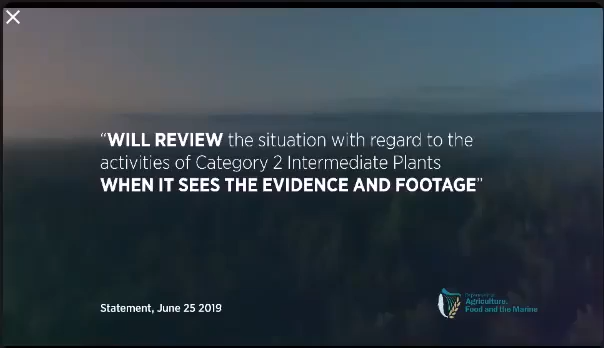 “WILL REVIEW the situation with regard to the
activities of Category 2 Intermediate Plants
WHEN IT SEES THE EVIDENCE AND FOOTAGE”
Statement, June 25 2019
Agriculture,
Food and the Marine